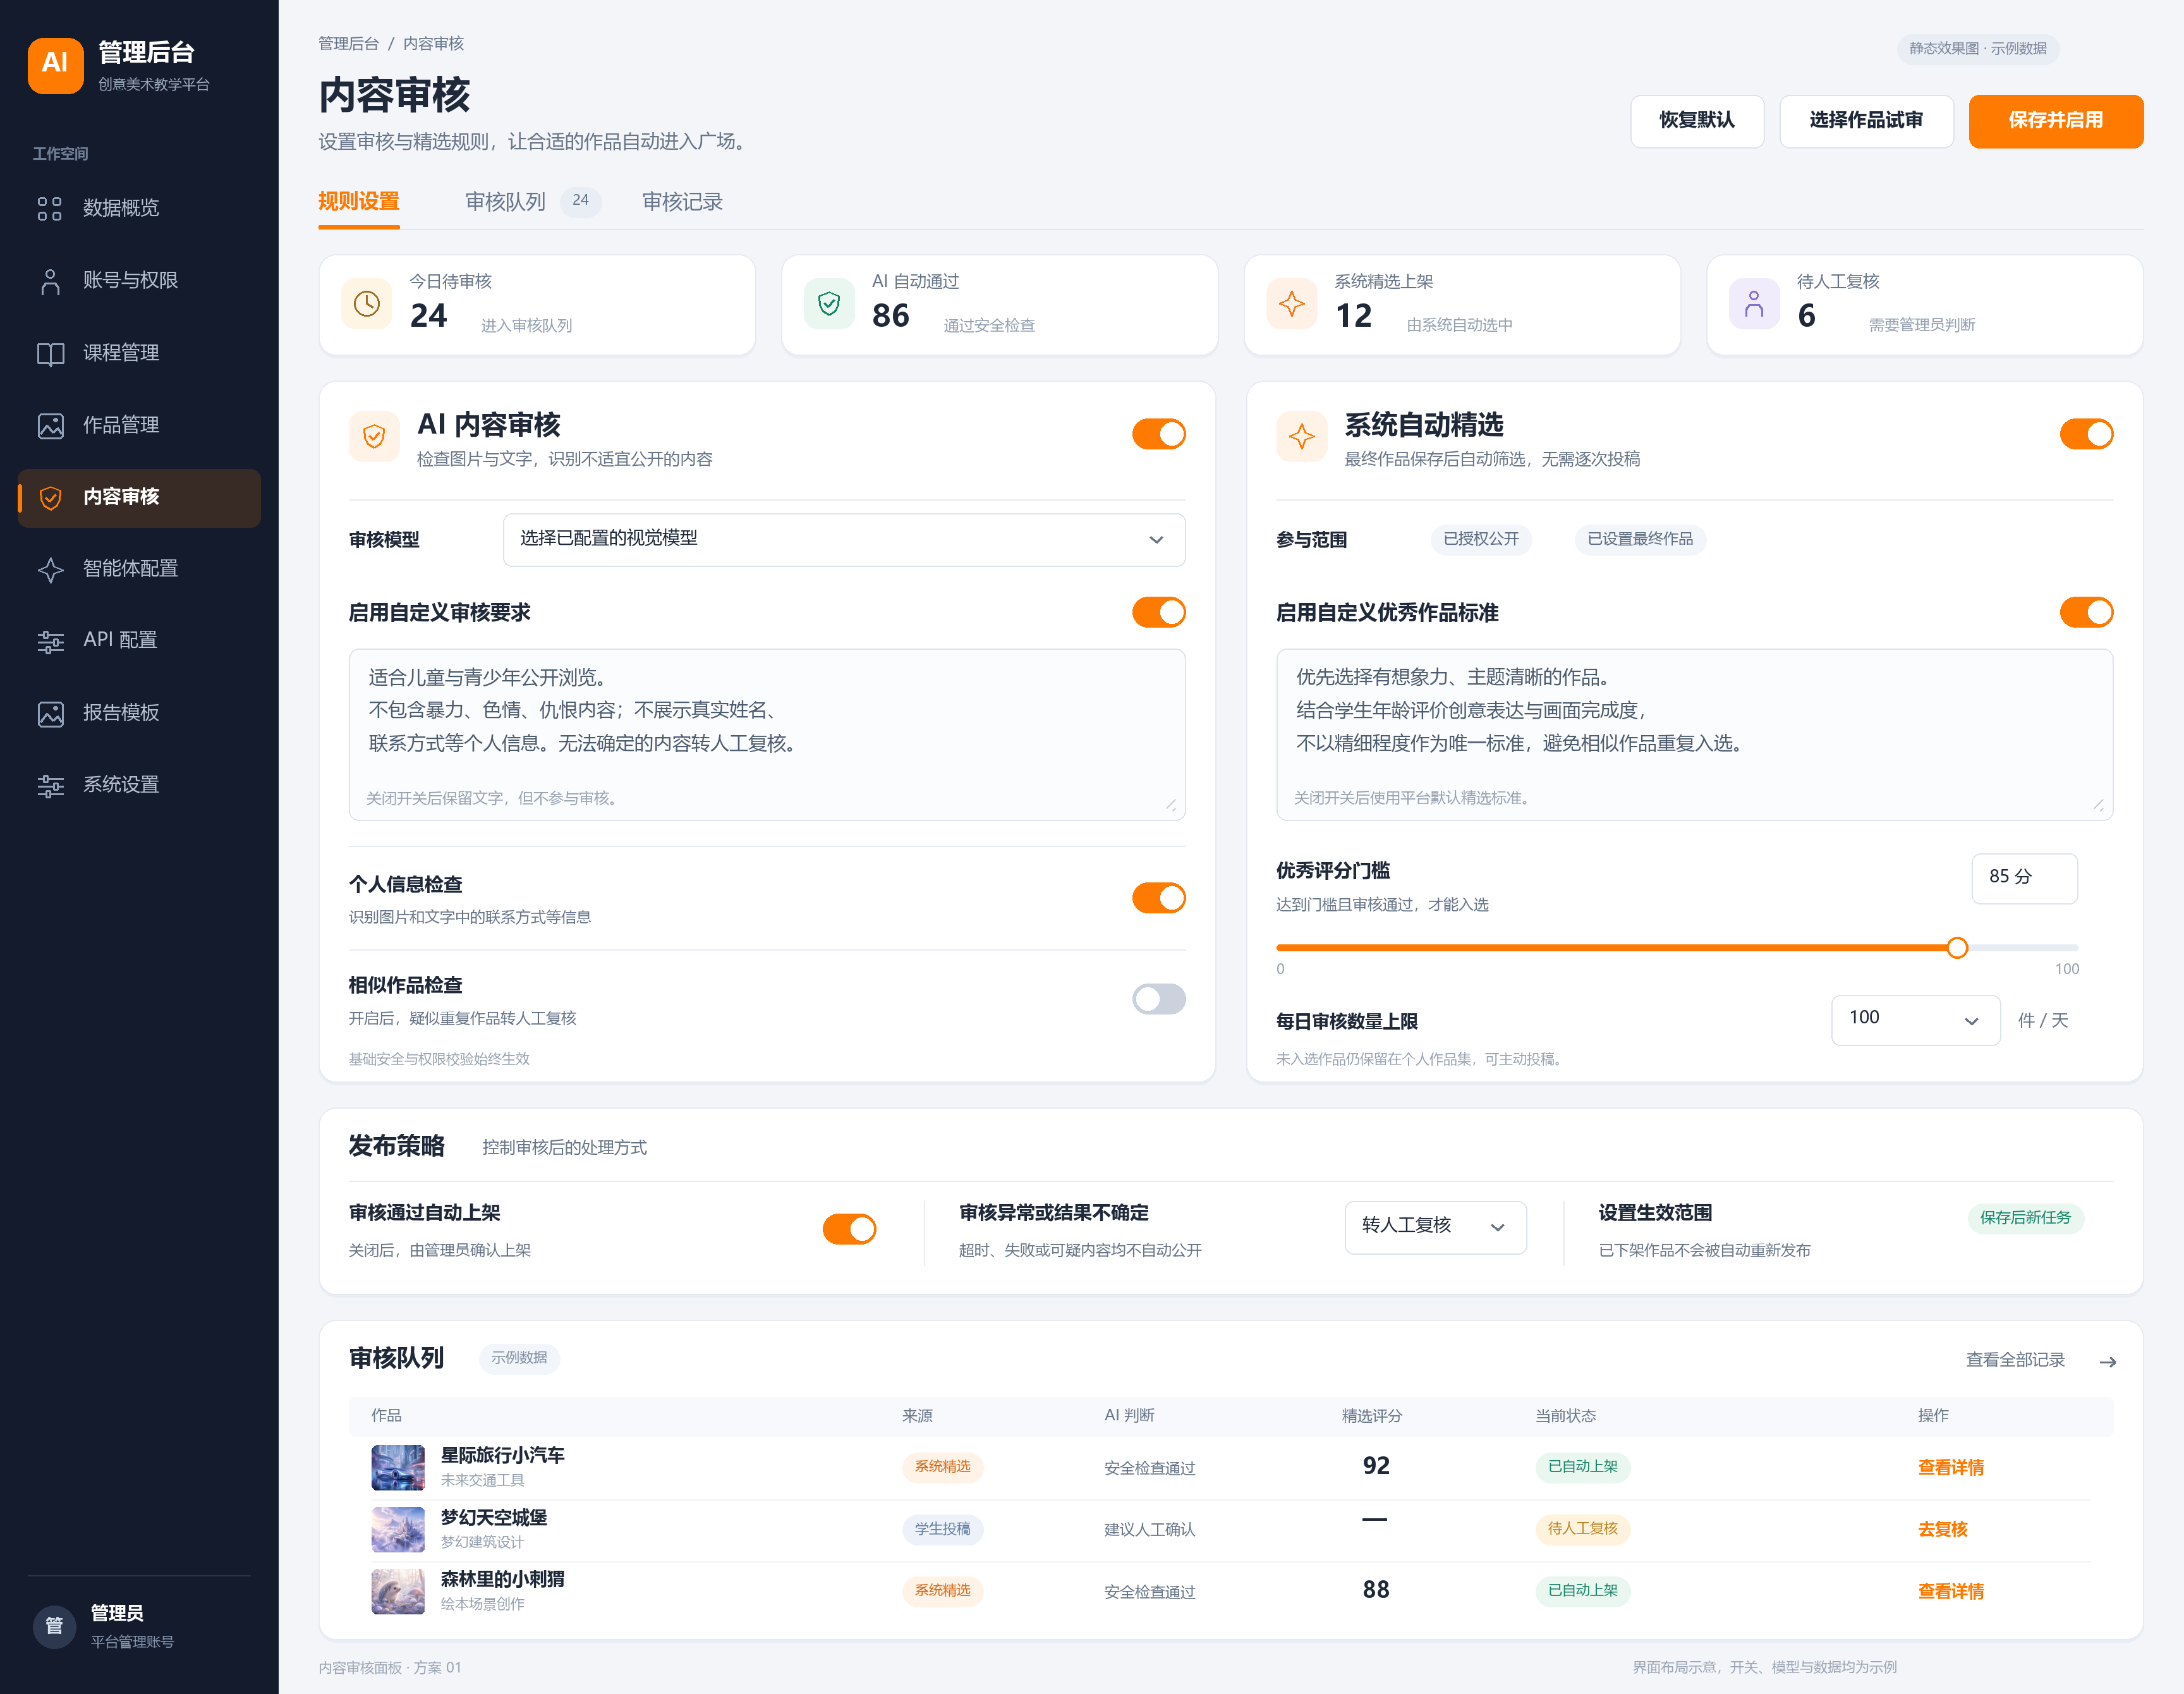 AI
管理后台
创意美术教学平台
工作空间
数据概览
账号与权限
课程管理
作品管理
内容审核
智能体配置
API 配置
报告模板
系统设置
管
管理员
平台管理账号
管理后台 / 内容审核
静态效果图 · 示例数据
内容审核
设置审核与精选规则，让合适的作品自动进入广场。
恢复默认
选择作品试审
保存并启用
规则设置
审核队列 24
审核记录
今日待审核
24 进入审核队列
AI 自动通过
86 通过安全检查
系统精选上架
12 由系统自动选中
待人工复核
6 需要管理员判断
AI 内容审核
检查图片与文字，识别不适宜公开的内容
审核模型 选择已配置的视觉模型
启用自定义审核要求
适合儿童与青少年公开浏览。
不包含暴力、色情、仇恨内容；不展示真实姓名、
联系方式等个人信息。无法确定的内容转人工复核。
关闭开关后保留文字，但不参与审核。
个人信息检查
识别图片和文字中的联系方式等信息
相似作品检查
开启后，疑似重复作品转人工复核
基础安全与权限校验始终生效
系统自动精选
最终作品保存后自动筛选，无需逐次投稿
参与范围 已授权公开 已设置最终作品
启用自定义优秀作品标准
优先选择有想象力、主题清晰的作品。
结合学生年龄评价创意表达与画面完成度，
不以精细程度作为唯一标准，避免相似作品重复入选。
关闭开关后使用平台默认精选标准。
优秀评分门槛
85 分
达到门槛且审核通过，才能入选
0 100
每日审核数量上限 100 件 / 天
未入选作品仍保留在个人作品集，可主动投稿。
发布策略 控制审核后的处理方式
审核通过自动上架
关闭后，由管理员确认上架
审核异常或结果不确定
超时、失败或可疑内容均不自动公开
转人工复核
设置生效范围
已下架作品不会被自动重新发布
保存后新任务
审核队列 示例数据 查看全部记录 →
作品 来源 AI 判断 精选评分 当前状态 操作
星际旅行小汽车
未来交通工具
系统精选 安全检查通过 92 已自动上架 查看详情
梦幻天空城堡
梦幻建筑设计
学生投稿 建议人工确认 — 待人工复核 去复核
森林里的小刺猬
绘本场景创作
系统精选 安全检查通过 88 已自动上架 查看详情
内容审核面板 · 方案 01
界面布局示意，开关、模型与数据均为示例